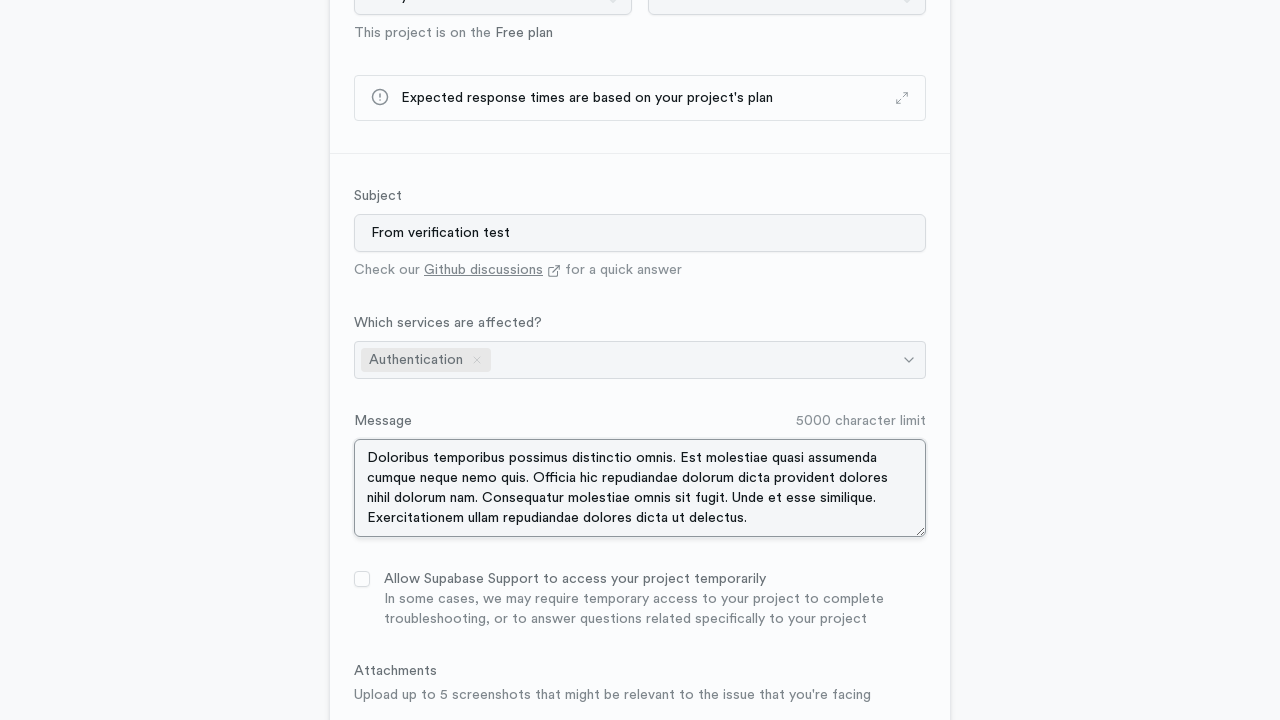 This project is on the Free plan
Expected response times are based on your project's plan
Subject
From verification test
Check our Github discussions for a quick answer
Which services are affected?
Authentication
Message
5000 character limit
Doloribus temporibus possimus distinctio omnis. Est molestiae quasi assumenda
cumque neque nemo quis. Officia hic repudiandae dolorum dicta provident dolores
nihil dolorum nam. Consequatur molestiae omnis sit fugit. Unde et esse similique.
Exercitationem ullam repudiandae dolores dicta ut delectus.
Allow Supabase Support to access your project temporarily
In some cases, we may require temporary access to your project to complete
troubleshooting, or to answer questions related specifically to your project
Attachments
Upload up to 5 screenshots that might be relevant to the issue that you're facing